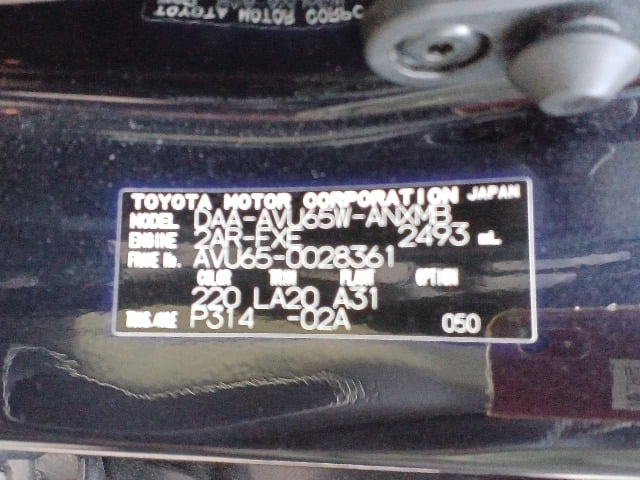 TOYOTA MOTOR CORPORATION JAPAN
MODEL DAA-AVU65W-ANXMB
ENGINE 2AR-FXE 2493 mL
FRAME No. AVU65-0028361
COLOR TRIM PLANT OPTION
220 LA20 A31
TRANS.AXLE P314 -02A 050